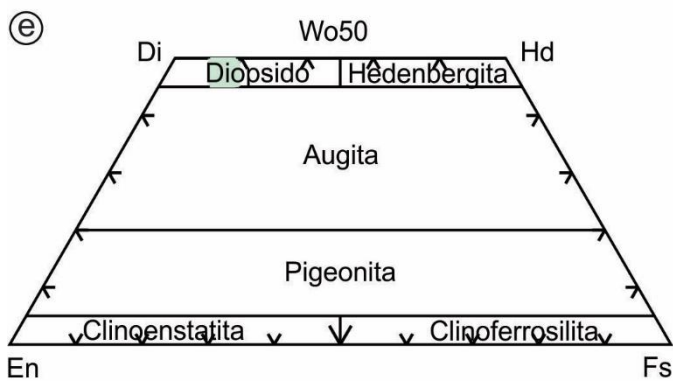 e
Wo50
Di Hd
Diopsido Hedenbergita
Augita
Pigeonita
Clinoenstatita Clinoferrosilita
En Fs